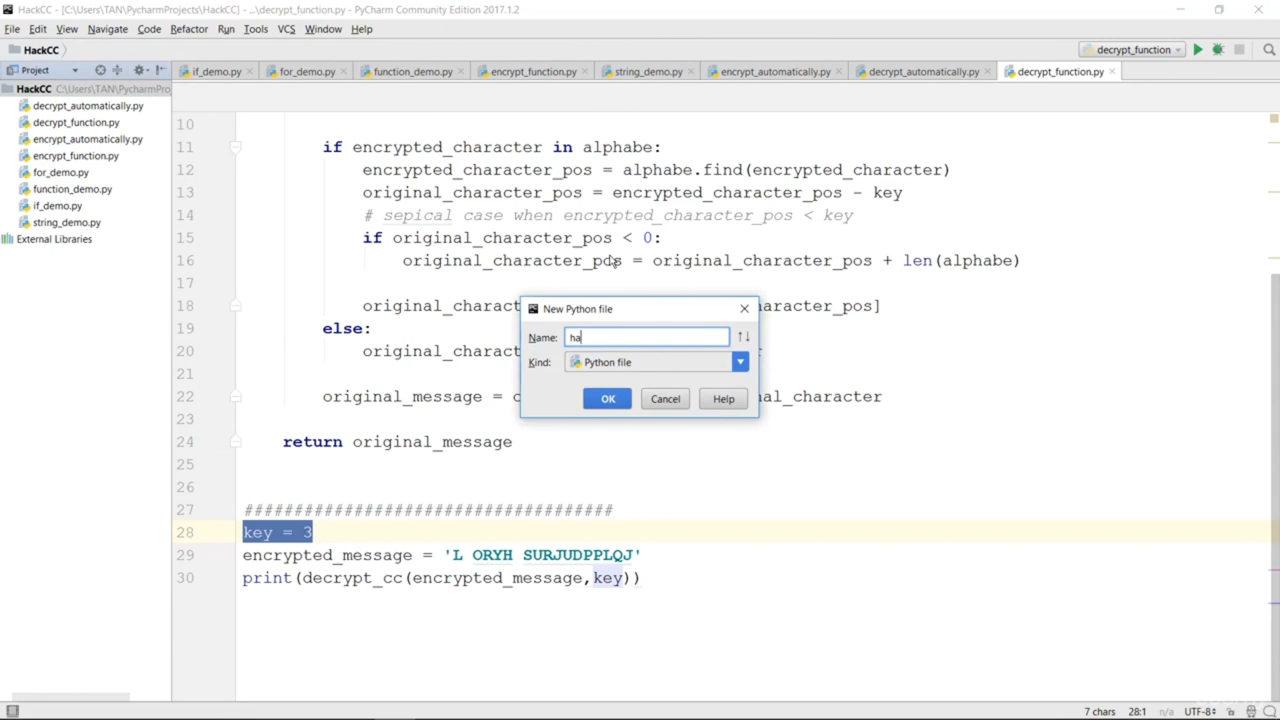 HackCC - [C:\Users\TAN\PycharmProjects\HackCC] - ...\decrypt_function.py - PyCharm Community Edition 2017.1.2
File Edit View Navigate Code Refactor Run Tools VCS Window Help
HackCC
decrypt_function
Project
if_demo.py for_demo.py function_demo.py encrypt_function.py string_demo.py encrypt_automatically.py decrypt_automatically.py decrypt_function.py
HackCC C:\Users\TAN\PycharmPro
decrypt_automatically.py
decrypt_function.py
encrypt_automatically.py
encrypt_function.py
for_demo.py
function_demo.py
if_demo.py
string_demo.py
External Libraries
10
11 if encrypted_character in alphabe:
12 encrypted_character_pos = alphabe.find(encrypted_character)
13 original_character_pos = encrypted_character_pos - key
14 # sepical case when encrypted_character_pos < key
15 if original_character_pos < 0:
16 original_character_pos = original_character_pos + len(alphabe)
17
18 original_charact character_pos]
19 else:
20 original_charact
21
22 original_message = al_character
23
24 return original_message
25
26
27 #####################################
28 key = 3
29 encrypted_message = 'L ORYH SURJUDPPLQJ'
30 print(decrypt_cc(encrypted_message,key))
New Python file
Name: ha
Kind: Python file
OK Cancel Help
7 chars 28:1 n/a UTF-8